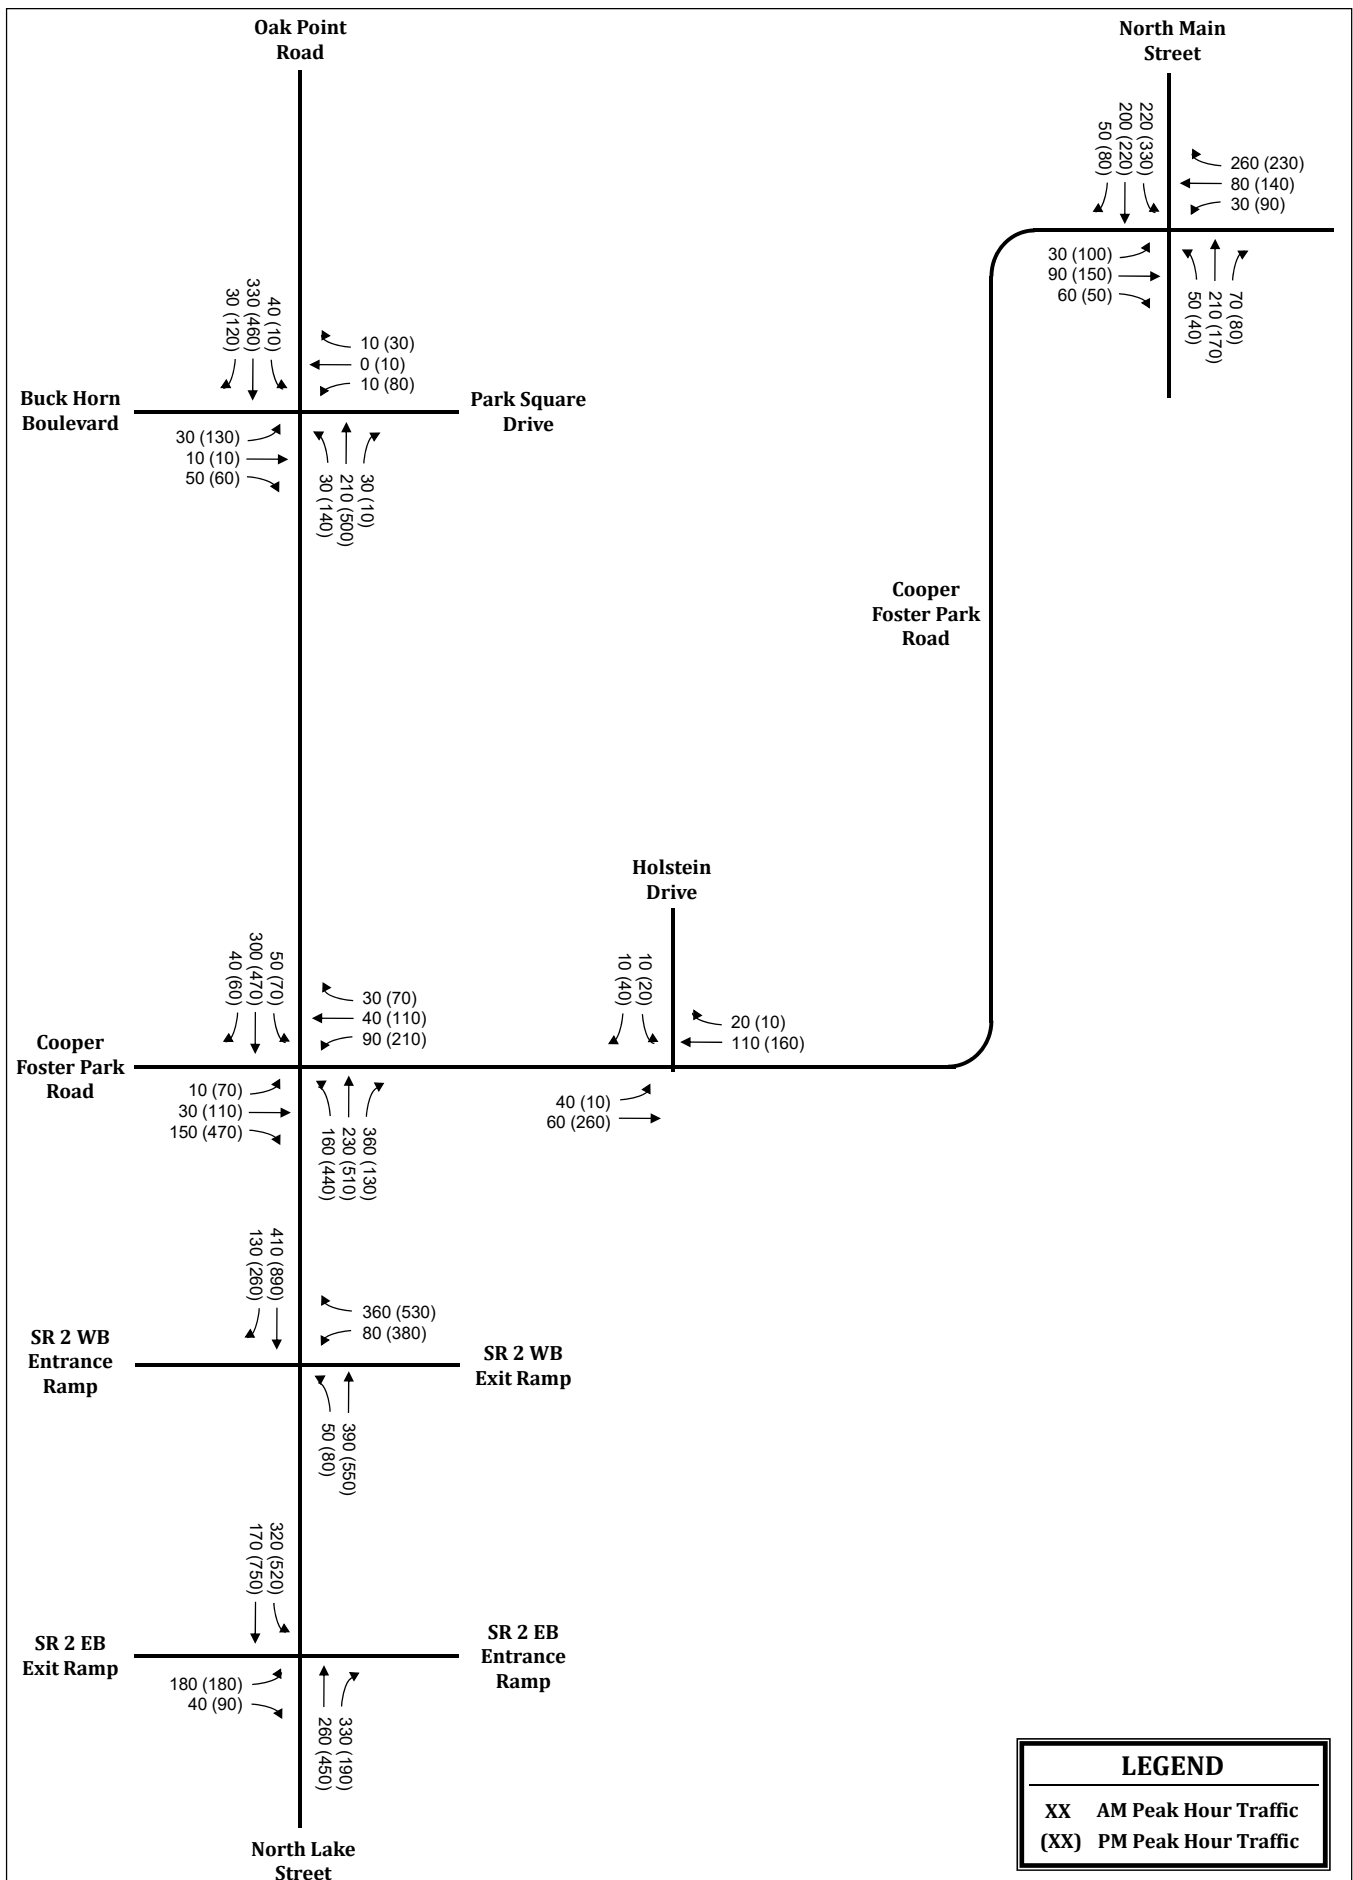 Oak Point
Road
North Main
Street
220 (330)
200 (220)
50 (80)
260 (230)
80 (140)
30 (90)
30 (100)
90 (150)
60 (50)
70 (80)
210 (170)
50 (40)
40 (10)
330 (460)
30 (120)
10 (30)
0 (10)
10 (80)
Buck Horn
Boulevard
Park Square
Drive
30 (130)
10 (10)
50 (60)
30 (10)
210 (500)
30 (140)
Cooper
Foster Park
Road
Holstein
Drive
50 (70)
300 (470)
40 (60)
30 (70)
40 (110)
90 (210)
10 (20)
10 (40)
20 (10)
110 (160)
Cooper
Foster Park
Road
10 (70)
30 (110)
150 (470)
360 (130)
230 (510)
160 (440)
40 (10)
60 (260)
410 (890)
130 (260)
360 (530)
80 (380)
SR 2 WB
Entrance
Ramp
SR 2 WB
Exit Ramp
390 (550)
50 (80)
320 (520)
170 (750)
SR 2 EB
Exit Ramp
SR 2 EB
Entrance
Ramp
180 (180)
40 (90)
330 (190)
260 (450)
North Lake
Street
LEGEND
XX AM Peak Hour Traffic
(XX) PM Peak Hour Traffic